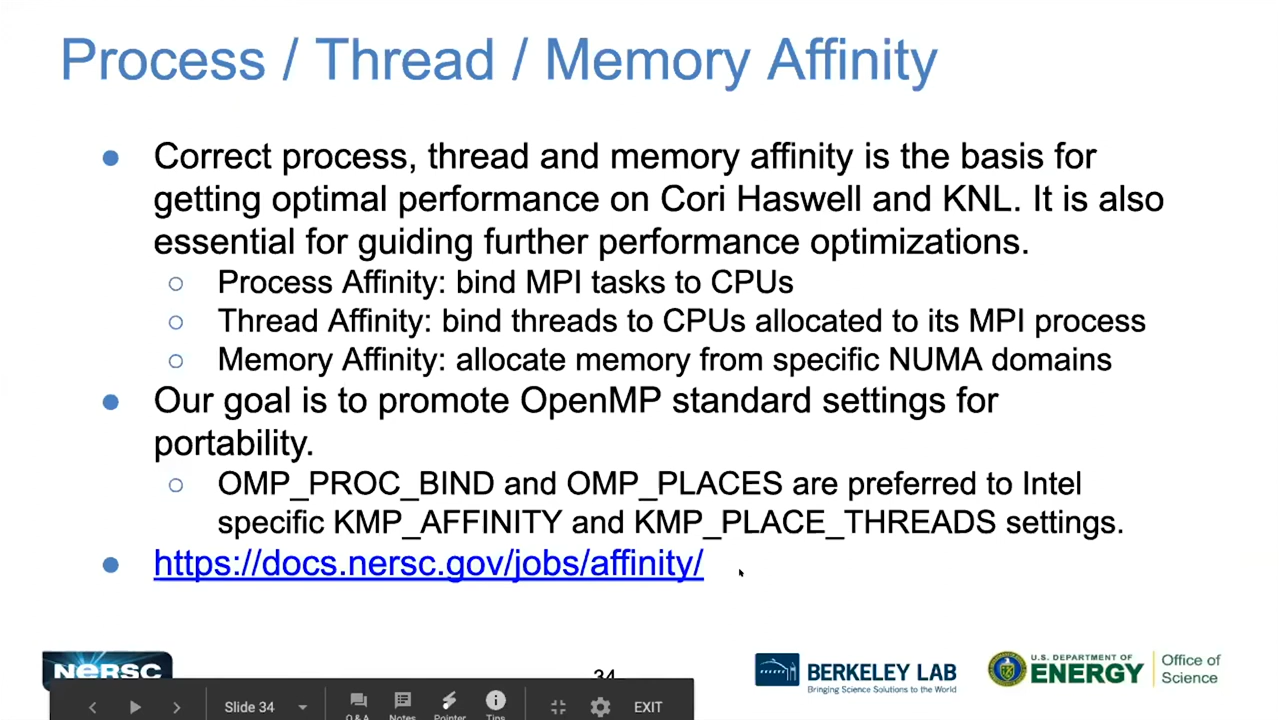 Process / Thread / Memory Affinity
● Correct process, thread and memory affinity is the basis for
getting optimal performance on Cori Haswell and KNL. It is also
essential for guiding further performance optimizations.
○ Process Affinity: bind MPI tasks to CPUs
○ Thread Affinity: bind threads to CPUs allocated to its MPI process
○ Memory Affinity: allocate memory from specific NUMA domains
● Our goal is to promote OpenMP standard settings for
portability.
○ OMP_PROC_BIND and OMP_PLACES are preferred to Intel
specific KMP_AFFINITY and KMP_PLACE_THREADS settings.
● https://docs.nersc.gov/jobs/affinity/
NERSC
34
BERKELEY LAB
Bringing Science Solutions to the World
U.S. DEPARTMENT OF
ENERGY
Office of
Science
Slide 34
Q & A
Notes
Pointer
Tips
EXIT